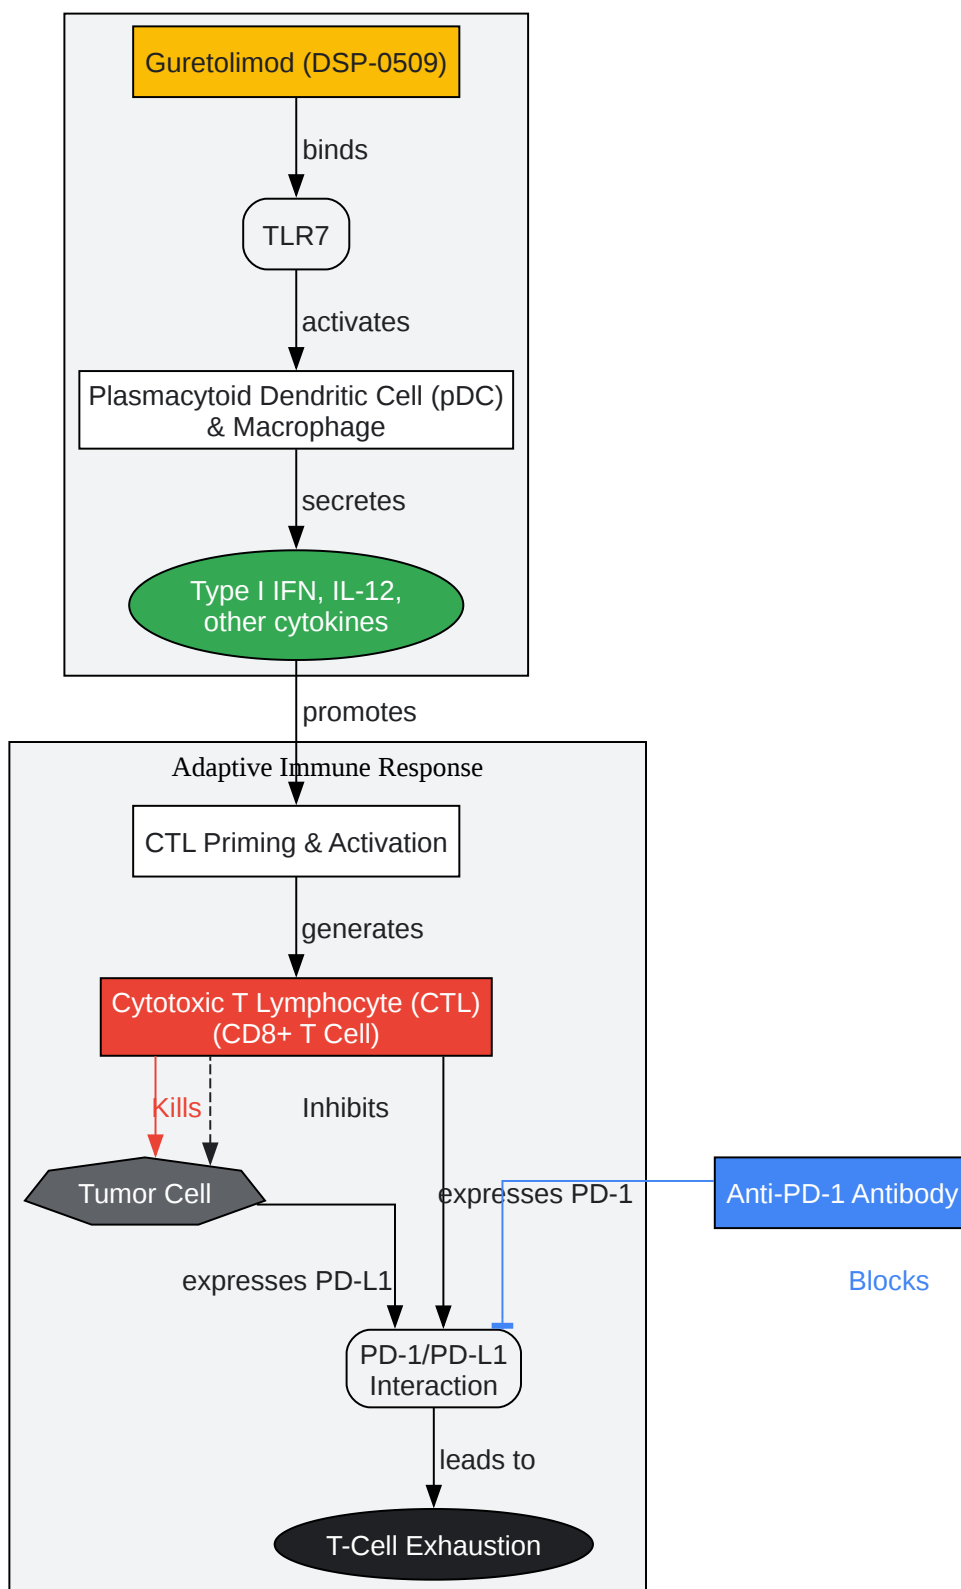 Guretolimod (DSP-0509)
binds
TLR7
activates
Plasmacytoid Dendritic Cell (pDC)
& Macrophage
secretes
Type I IFN, IL-12,
other cytokines
promotes
Adaptive Immune Response
CTL Priming & Activation
generates
Cytotoxic T Lymphocyte (CTL)
(CD8+ T Cell)
Kills
Inhibits
Tumor Cell
expresses PD-1
Anti-PD-1 Antibody
expresses PD-L1
Blocks
PD-1/PD-L1
Interaction
leads to
T-Cell Exhaustion